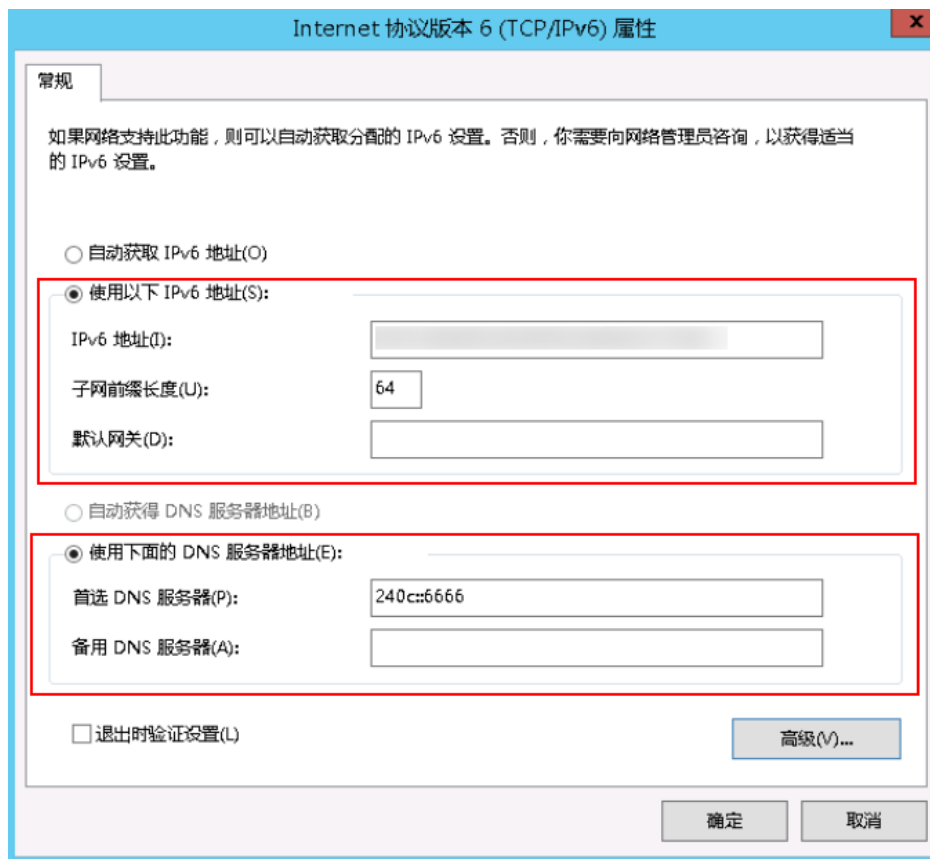 Internet 协议版本 6 (TCP/IPv6) 属性
x
常规
如果网络支持此功能，则可以自动获取分配的 IPv6 设置。否则，你需要向网络管理员咨询，以获得适当
的 IPv6 设置。
自动获取 IPv6 地址(O)
使用以下 IPv6 地址(S):
IPv6 地址(I):
子网前缀长度(U):
64
默认网关(D):
自动获得 DNS 服务器地址(B)
使用下面的 DNS 服务器地址(E):
首选 DNS 服务器(P):
240c::6666
备用 DNS 服务器(A):
退出时验证设置(L)
高级(V)...
确定
取消